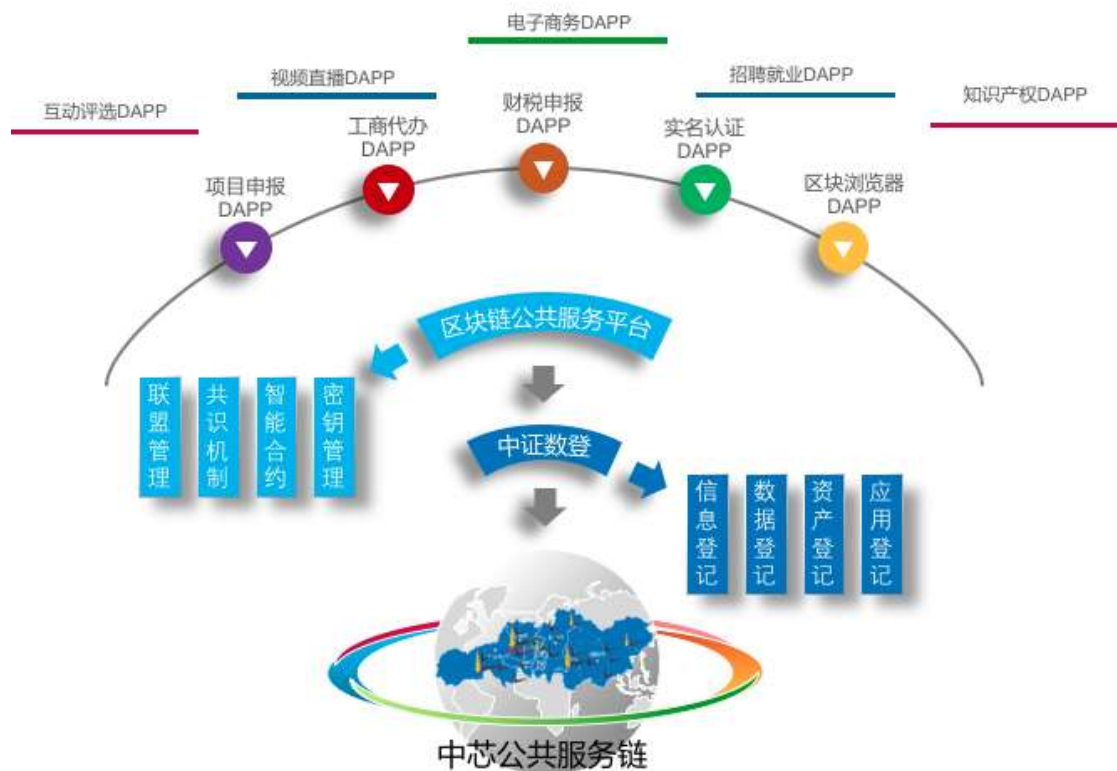 电子商务DAPP
视频直播DAPP
招聘就业DAPP
互动评选DAPP
知识产权DAPP
财税申报
DAPP
工商代办
DAPP
实名认证
DAPP
项目申报
DAPP
区块浏览器
DAPP
区块链公共服务平台
联盟管理
共识机制
智能合约
密钥管理
中证数登
信息登记
数据登记
资产登记
应用登记
中芯公共服务链